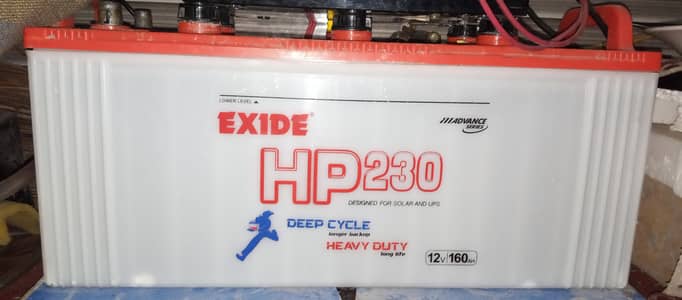 LOWER LEVEL ▲
EXIDE®
///ADVANCE
SERIES
HP230
DESIGNED FOR SOLAR AND UPS
DEEP CYCLE
longer backup
HEAVY DUTY
long life
12V/160AH